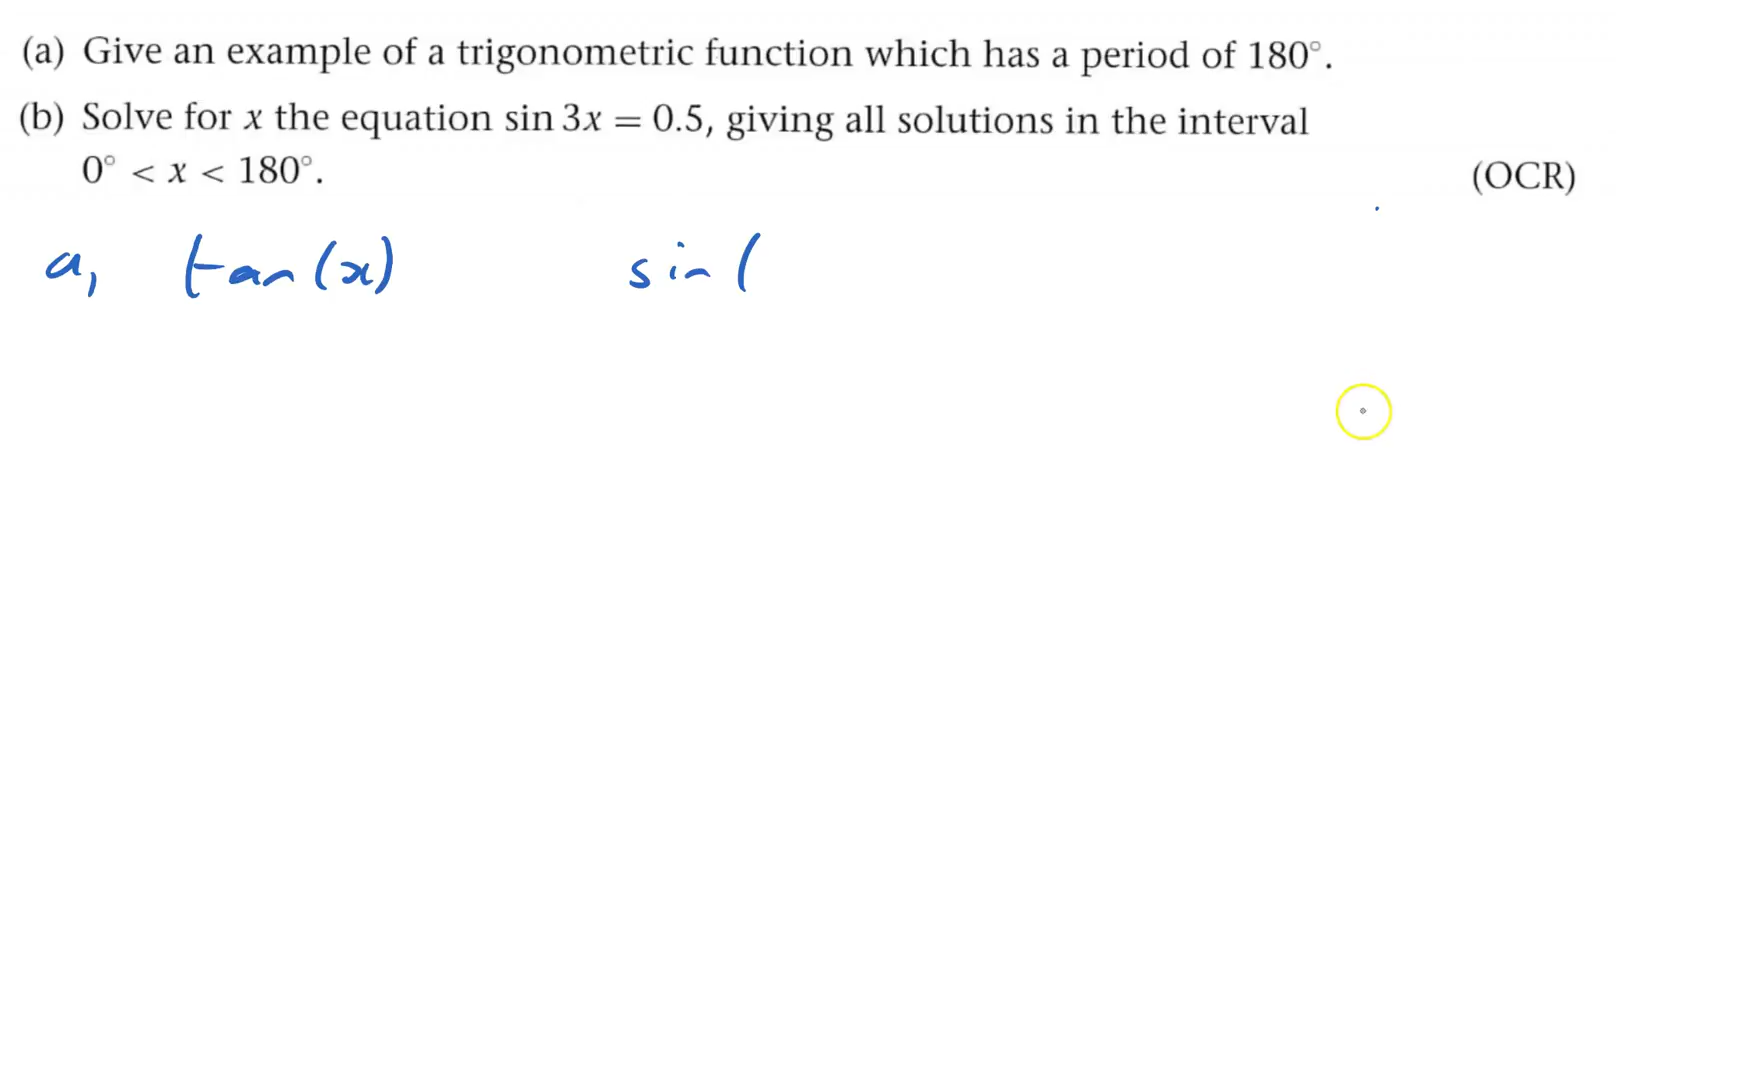 (a) Give an example of a trigonometric function which has a period of 180°.
(b) Solve for x the equation sin 3x = 0.5, giving all solutions in the interval
0° < x < 180°.
(OCR)
a, tan(x) sin(